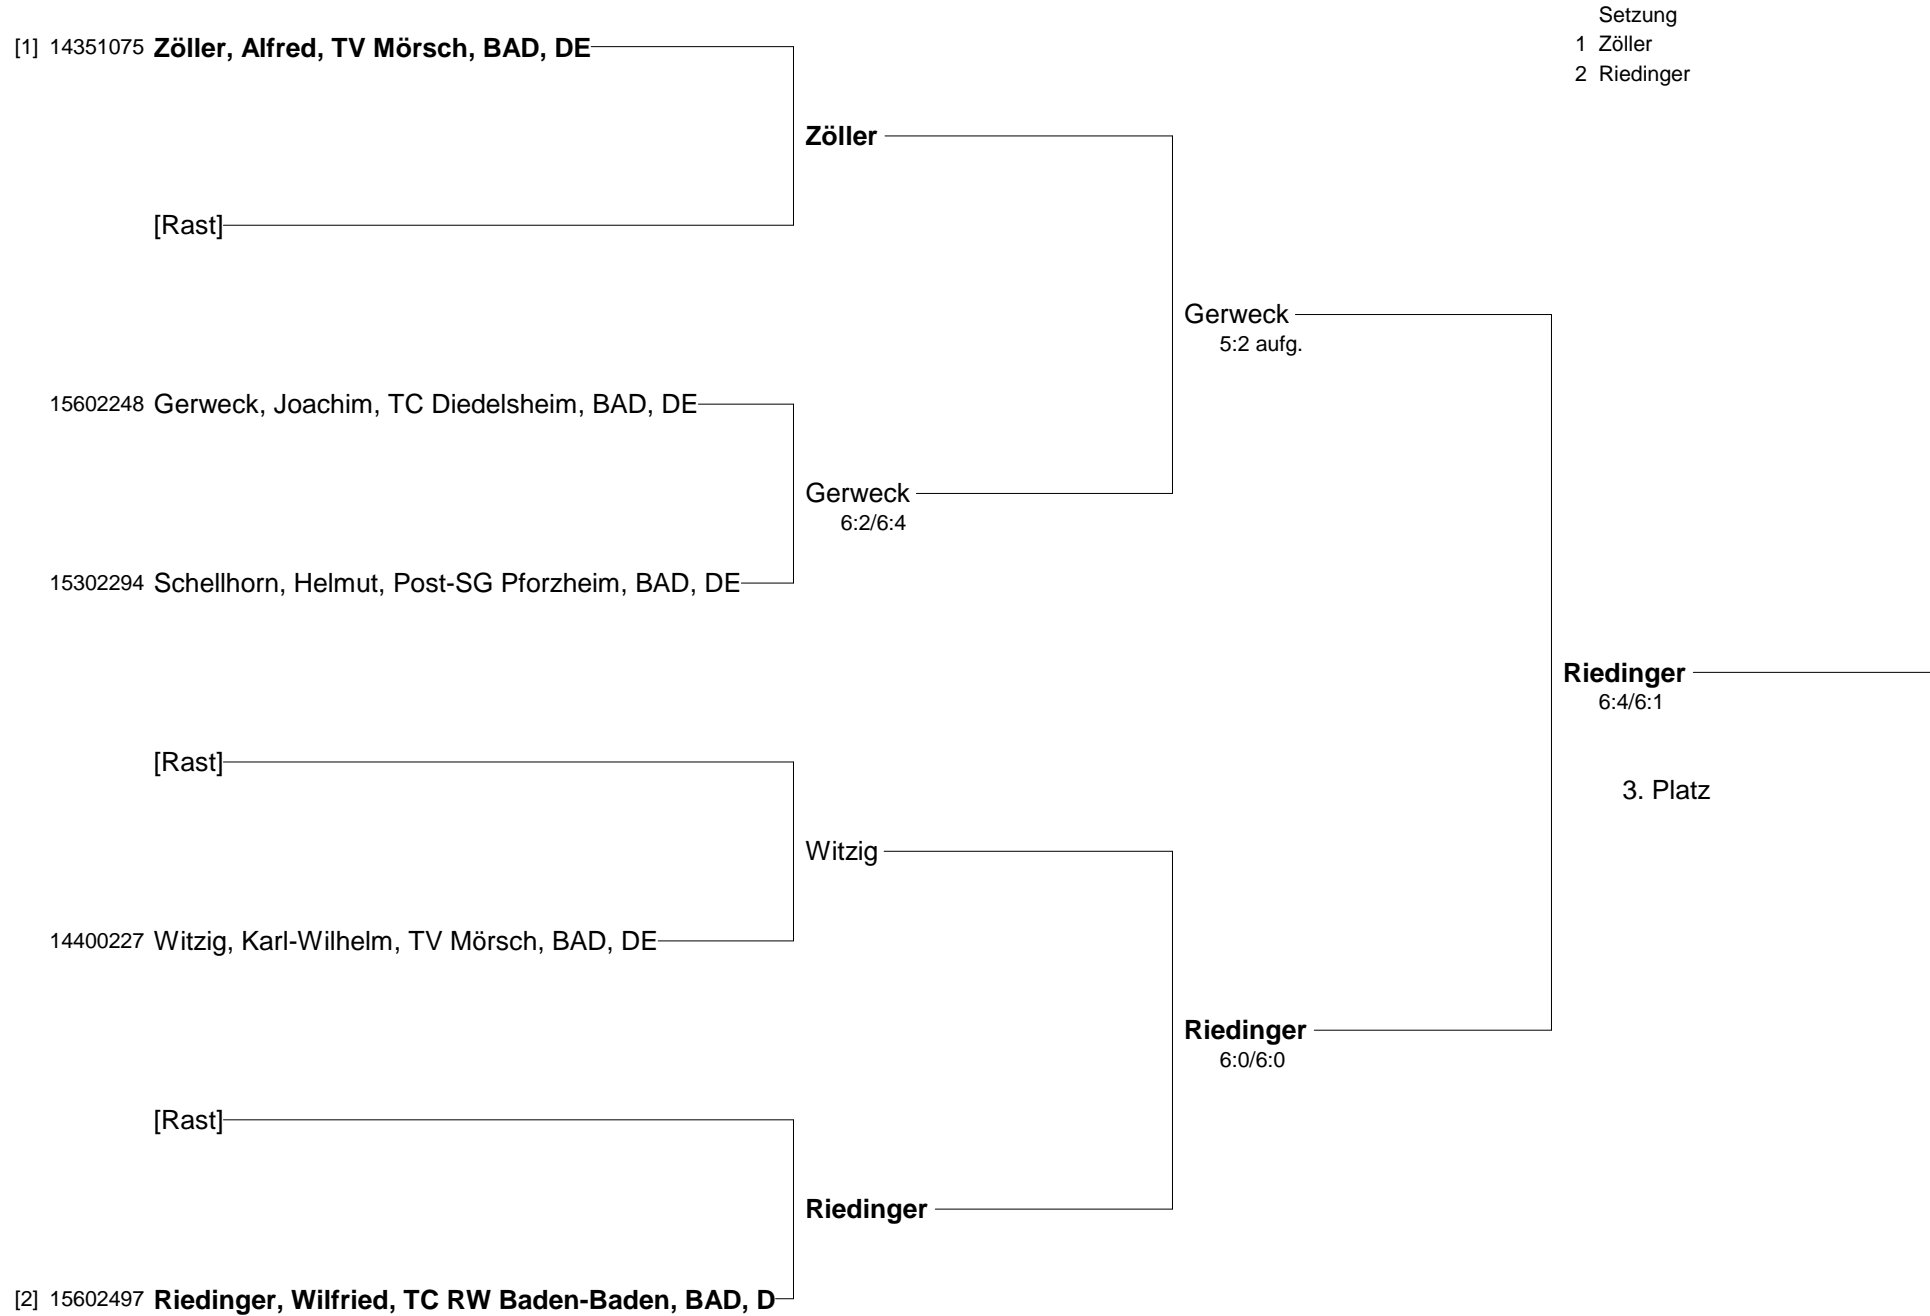 Setzung
1 Zöller
2 Riedinger
[1] 14351075 Zöller, Alfred, TV Mörsch, BAD, DE
Zöller
[Rast]
Gerweck
5:2 aufg.
15602248 Gerweck, Joachim, TC Diedelsheim, BAD, DE
Gerweck
6:2/6:4
15302294 Schellhorn, Helmut, Post-SG Pforzheim, BAD, DE
Riedinger
6:4/6:1
[Rast]
3. Platz
Witzig
14400227 Witzig, Karl-Wilhelm, TV Mörsch, BAD, DE
Riedinger
6:0/6:0
[Rast]
Riedinger
[2] 15602497 Riedinger, Wilfried, TC RW Baden-Baden, BAD, D